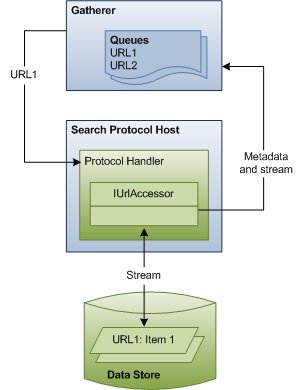 Gatherer
Queues
URL1
URL2
URL1
Search Protocol Host
Protocol Handler
IUrlAccessor
Metadata
and stream
Stream
URL1: Item 1
Data Store